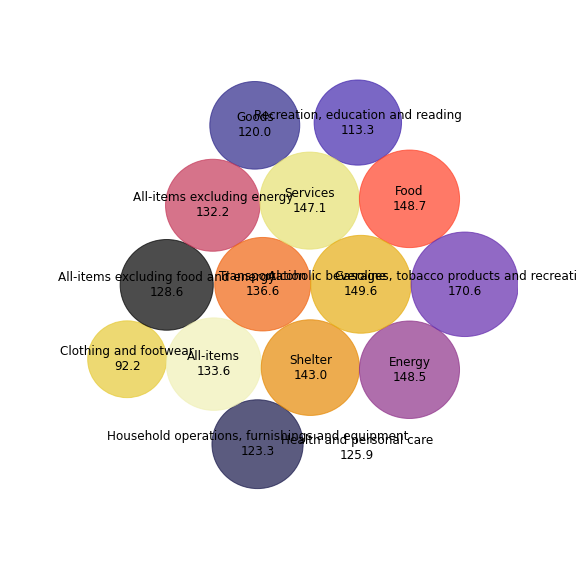 Goods
120.0
Recreation, education and reading
113.3
All-items excluding energy
132.2
Services
147.1
Food
148.7
All-items excluding food and energy
128.6
Transportation
136.6
Gasoline
149.6
Alcoholic beverages, tobacco products and recreati
170.6
Clothing and footwear
92.2
All-items
133.6
Shelter
143.0
Energy
148.5
Household operations, furnishings and equipment
123.3
Health and personal care
125.9